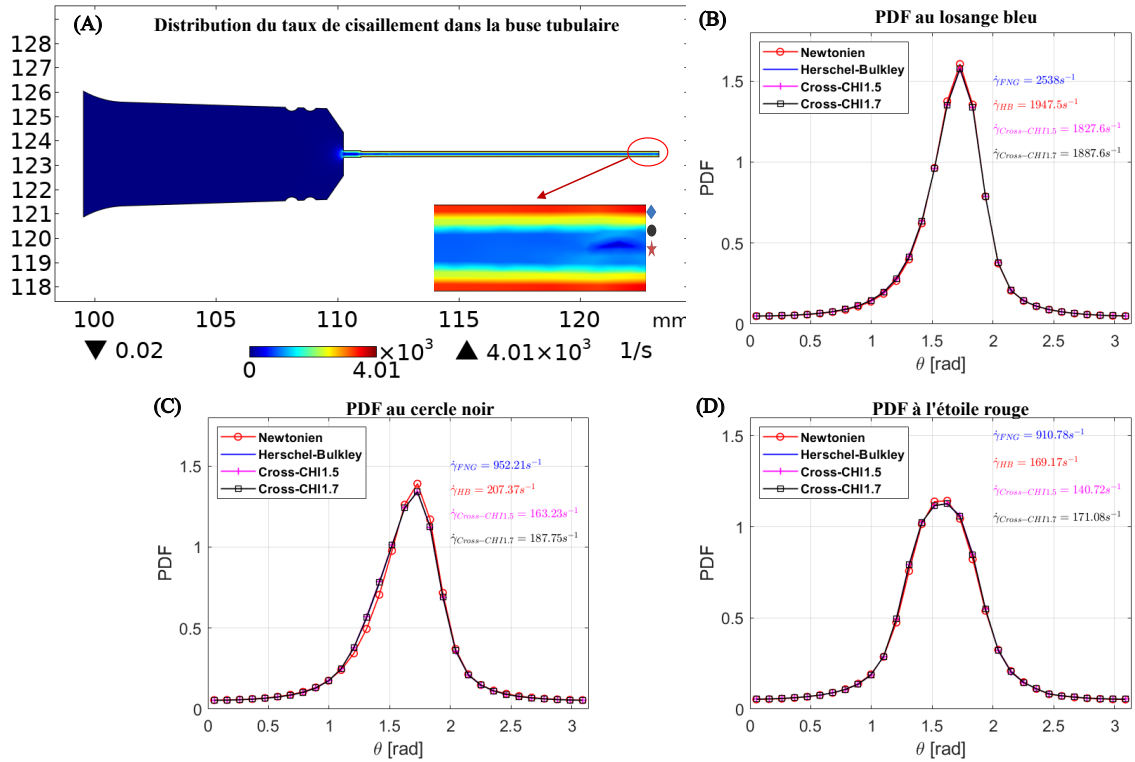 (A)
Distribution du taux de cisaillement dans la buse tubulaire
128
127
126
125
124
123
122
121
120
119
118
100
105
110
115
120
mm
▼ 0.02
0
4.01
×10³
▲ 4.01×10³
1/s
(B)
PDF au losange bleu
Newtonien
Herschel-Bulkley
Cross-CHI1.5
Cross-CHI1.7
γ̇FNG = 2538s⁻¹
γ̇HB = 1947.5s⁻¹
γ̇Cross−CHI1.5 = 1827.6s⁻¹
γ̇Cross−CHI1.7 = 1887.6s⁻¹
PDF
1.5
1
0.5
0
0
0.5
1
1.5
2
2.5
3
θ [rad]
(C)
PDF au cercle noir
Newtonien
Herschel-Bulkley
Cross-CHI1.5
Cross-CHI1.7
γ̇FNG = 952.21s⁻¹
γ̇HB = 207.37s⁻¹
γ̇Cross−CHI1.5 = 163.23s⁻¹
γ̇Cross−CHI1.7 = 187.75s⁻¹
PDF
1.5
1
0.5
0
0
0.5
1
1.5
2
2.5
3
θ [rad]
(D)
PDF à l'étoile rouge
Newtonien
Herschel-Bulkley
Cross-CHI1.5
Cross-CHI1.7
γ̇FNG = 910.78s⁻¹
γ̇HB = 169.17s⁻¹
γ̇Cross−CHI1.5 = 140.72s⁻¹
γ̇Cross−CHI1.7 = 171.08s⁻¹
PDF
1.5
1
0.5
0
0
0.5
1
1.5
2
2.5
3
θ [rad]